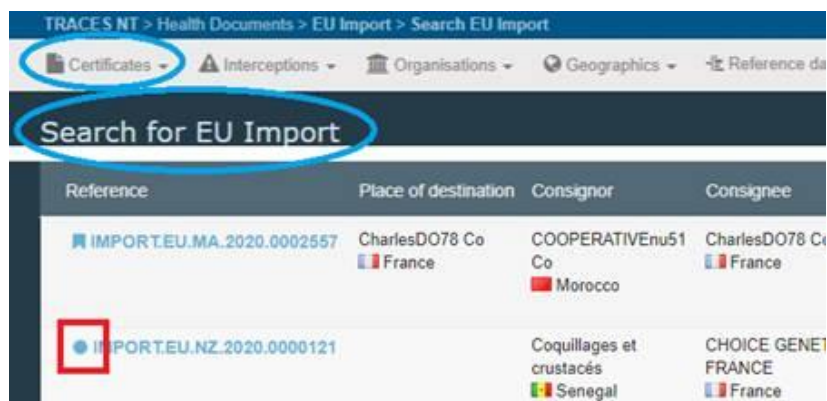 TRACES NT > Health Documents > EU Import > Search EU Import
Certificates Interceptions Organisations Geographics Reference
Search for EU Import
Reference Place of destination Consignor Consignee
IMPORT.EU.MA.2020.0002557 CharlesDO78 Co COOPERATIVEnu51 CharlesDO78
France Co France
Morocco
IMPORT.EU.NZ.2020.0000121 Coquillages et CHOICE
crustacés FRANCE
Senegal France